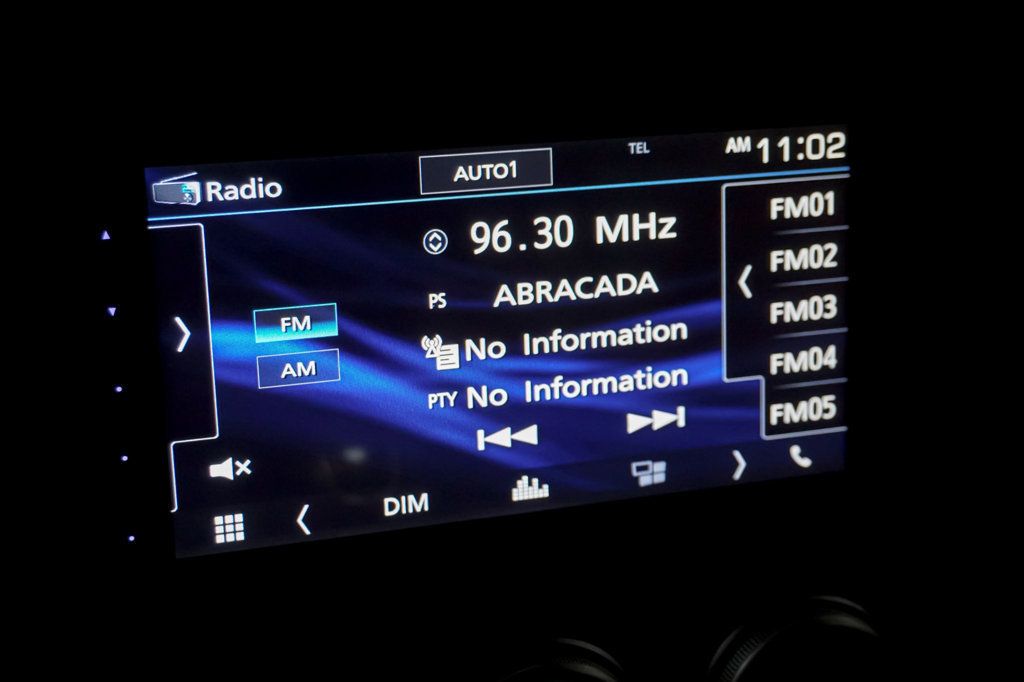 Radio
AUTO1
TEL
AM 11:02
96.30 MHz
PS ABRACADA
No Information
PTY No Information
FM
AM
FM01
FM02
FM03
FM04
FM05
DIM